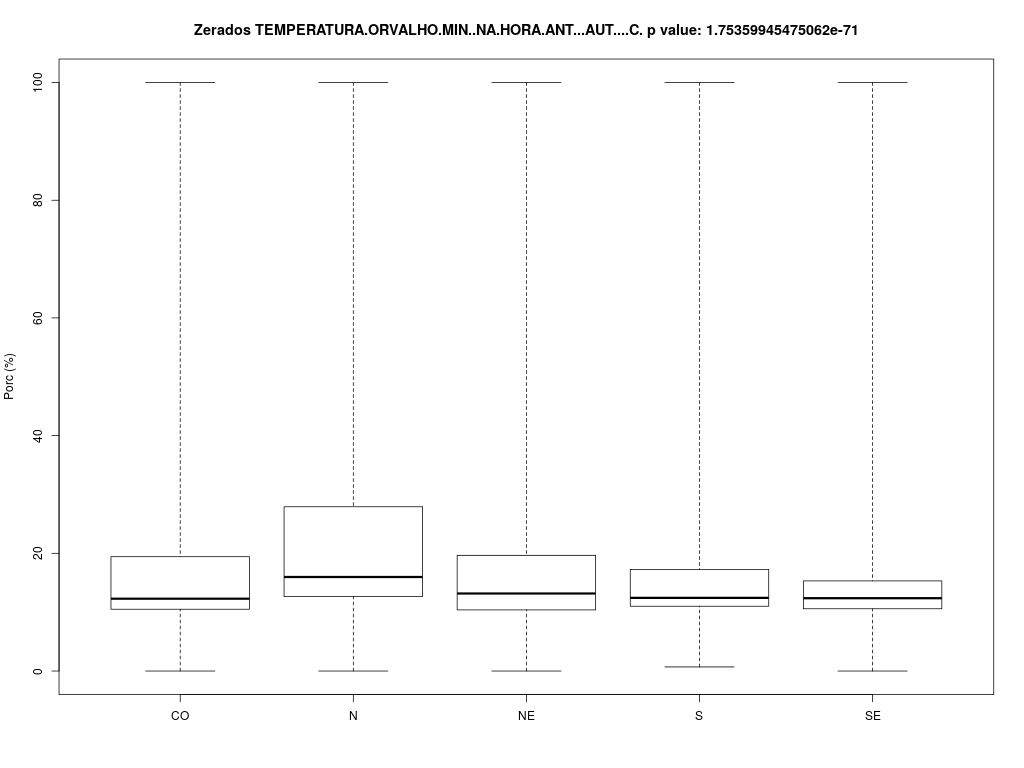 Zerados TEMPERATURA.ORVALHO.MIN..NA.HORA.ANT...AUT....C. p value: 1.75359945475062e-71
Porc (%)
100
80
60
40
20
0
CO N NE S SE